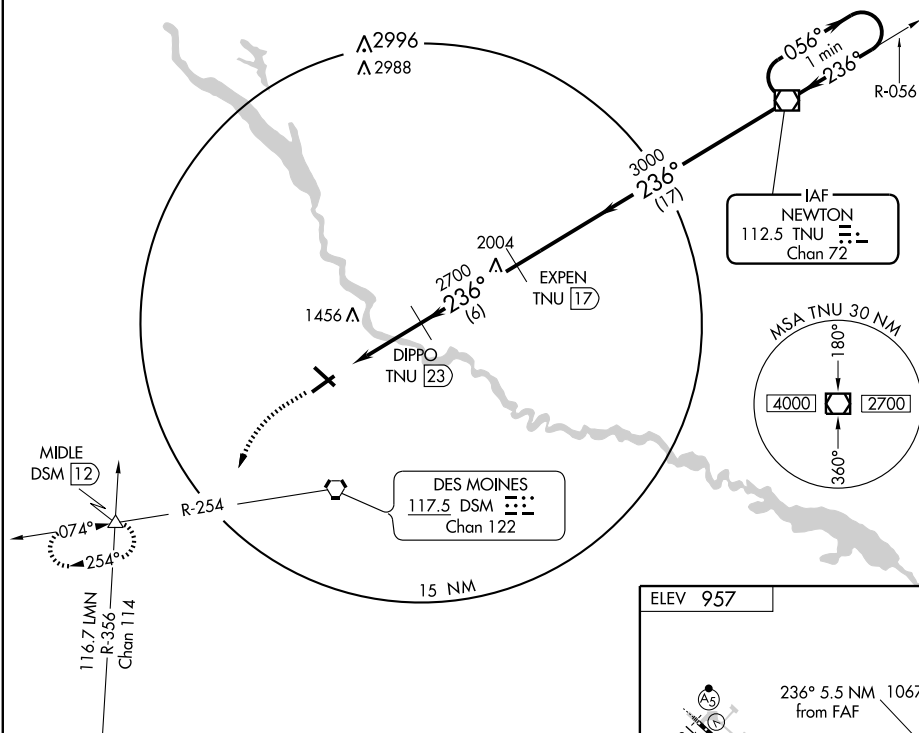 2996
2988
056°
1 min
236°
R-056
3000
236°
(17)
IAF
NEWTON
112.5 TNU
Chan 72
2004
EXPEN
TNU 17
2700
236°
(6)
1456
DIPPO
TNU 23
MSA TNU 30 NM
180°
4000
2700
360°
MIDLE
DSM 12
R-254
074°
254°
DES MOINES
117.5 DSM
Chan 122
116.7 LMN
R-356
Chan 114
15 NM
ELEV 957
A5
236° 5.5 NM
from FAF
1067